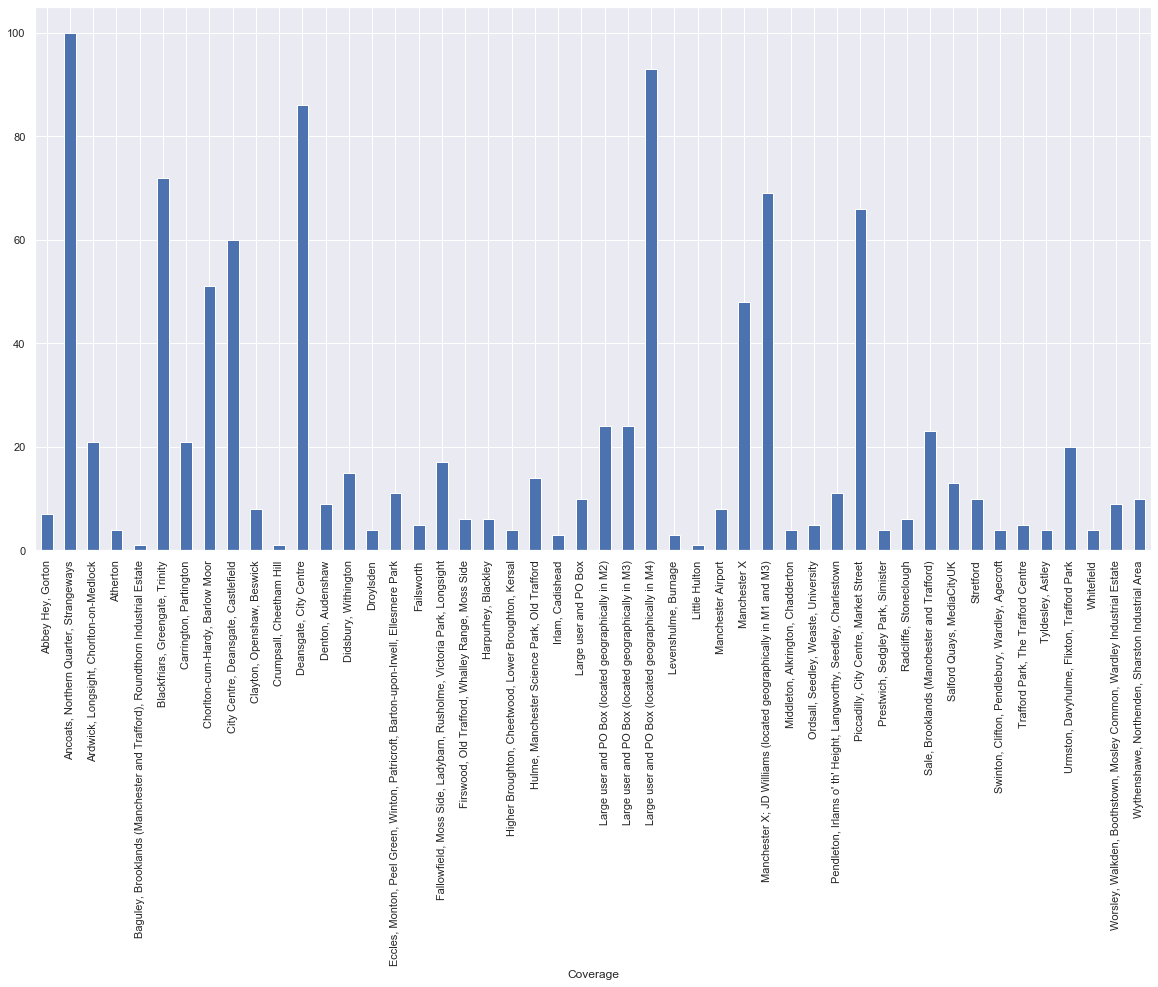 100
80
60
40
20
0
Abbey Hey, Gorton
Ancoats, Northern Quarter, Strangeways
Ardwick, Longsight, Chorlton-on-Medlock
Atherton
Baguley, Brooklands (Manchester and Trafford), Roundthorn Industrial Estate
Blackfriars, Greengate, Trinity
Carrington, Partington
Chorlton-cum-Hardy, Barlow Moor
City Centre, Deansgate, Castlefield
Clayton, Openshaw, Beswick
Crumpsall, Cheetham Hill
Deansgate, City Centre
Denton, Audenshaw
Didsbury, Withington
Droylsden
Eccles, Monton, Peel Green, Winton, Patricroft, Barton-upon-Irwell, Ellesmere Park
Failsworth
Fallowfield, Moss Side, Ladybarn, Rusholme, Victoria Park, Longsight
Firswood, Old Trafford, Whalley Range, Moss Side
Harpurhey, Blackley
Higher Broughton, Cheetwood, Lower Broughton, Kersal
Hulme, Manchester Science Park, Old Trafford
Irlam, Cadishead
Large user and PO Box
Large user and PO Box (located geographically in M2)
Large user and PO Box (located geographically in M3)
Large user and PO Box (located geographically in M4)
Levenshulme, Burnage
Little Hulton
Manchester Airport
Manchester X
Manchester X; JD Williams (located geographically in M1 and M3)
Middleton, Alkrington, Chadderton
Ordsall, Seedley, Weaste, University
Pendleton, Irlams o' th' Height, Langworthy, Seedley, Charlestown
Piccadilly, City Centre, Market Street
Prestwich, Sedgley Park, Simister
Radcliffe, Stoneclough
Sale, Brooklands (Manchester and Trafford)
Salford Quays, MediaCityUK
Stretford
Swinton, Clifton, Pendlebury, Wardley, Agecroft
Trafford Park, The Trafford Centre
Tyldesley, Astley
Urmston, Davyhulme, Flixton, Trafford Park
Whitefield
Worsley, Walkden, Boothstown, Mosley Common, Wardley Industrial Estate
Wythenshawe, Northenden, Sharston Industrial Area
Coverage